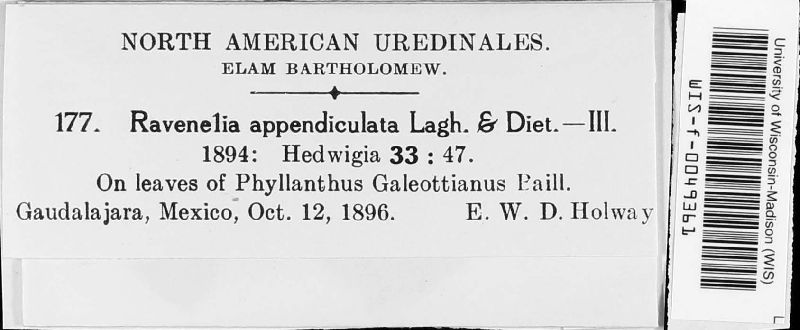 NORTH AMERICAN UREDINALES.
ELAM BARTHOLOMEW.
177. Ravenelia appendiculata Lagh. & Diet.—III.
1894: Hedwigia 33 : 47.
On leaves of Phyllanthus Galeottianus Baill.
Gaudalajara, Mexico, Oct. 12, 1896. E. W. D. Holway
University of Wisconsin-Madison (WIS)
WIS-f-0049361